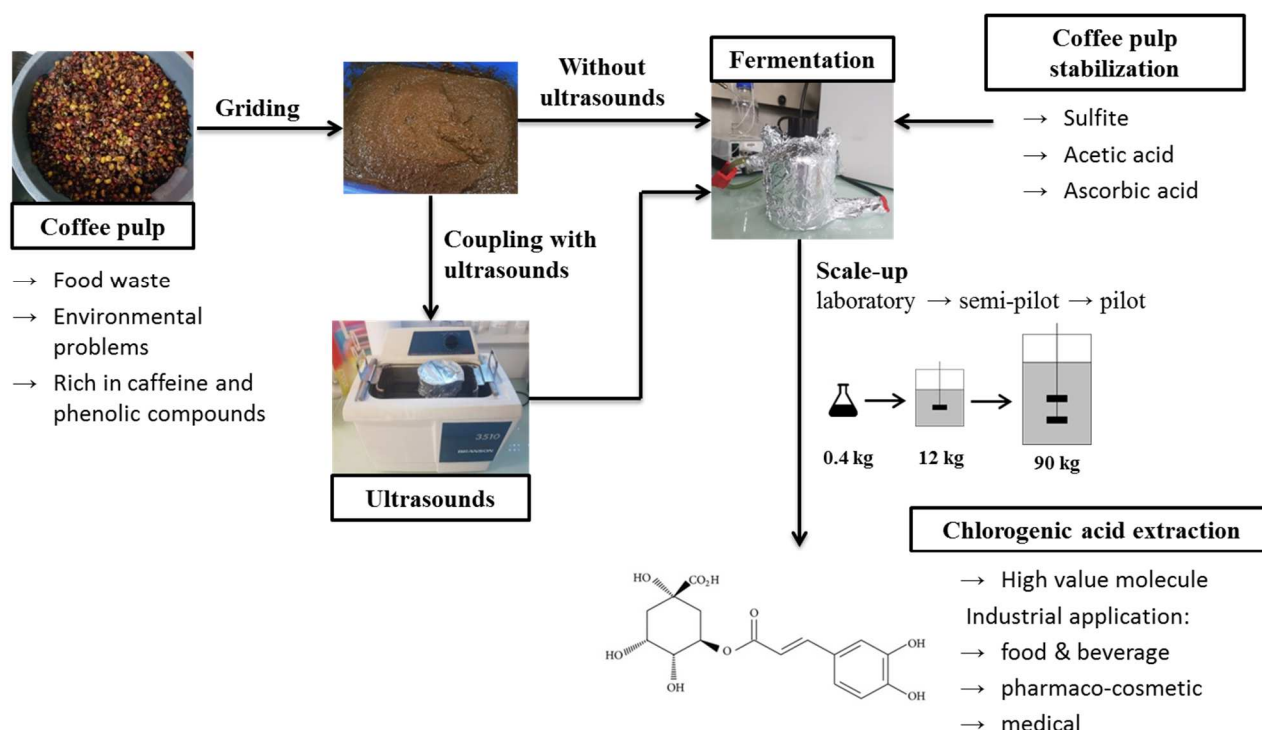 Coffee pulp
→ Food waste
→ Environmental
problems
→ Rich in caffeine and
phenolic compounds
Griding
Without
ultrasounds
Coupling with
ultrasounds
3510
BRANSON
Ultrasounds
Fermentation
Coffee pulp
stabilization
→ Sulfite
→ Acetic acid
→ Ascorbic acid
Scale-up
laboratory → semi-pilot → pilot
0.4 kg
12 kg
90 kg
Chlorogenic acid extraction
→ High value molecule
Industrial application:
→ food & beverage
→ pharmaco-cosmetic
→ medical
HO
CO₂H
O
HO
O
OH
OH
OH